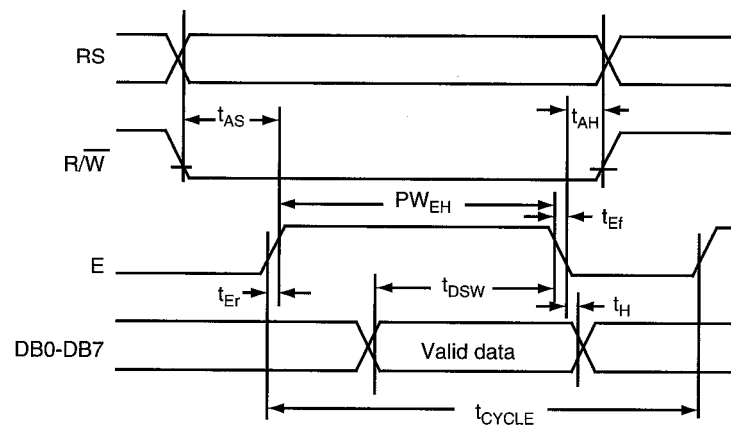 RS
tAS
tAH
R/W̅
PWEH
tEf
E
tEr
tDSW
tH
DB0-DB7
Valid data
tCYCLE